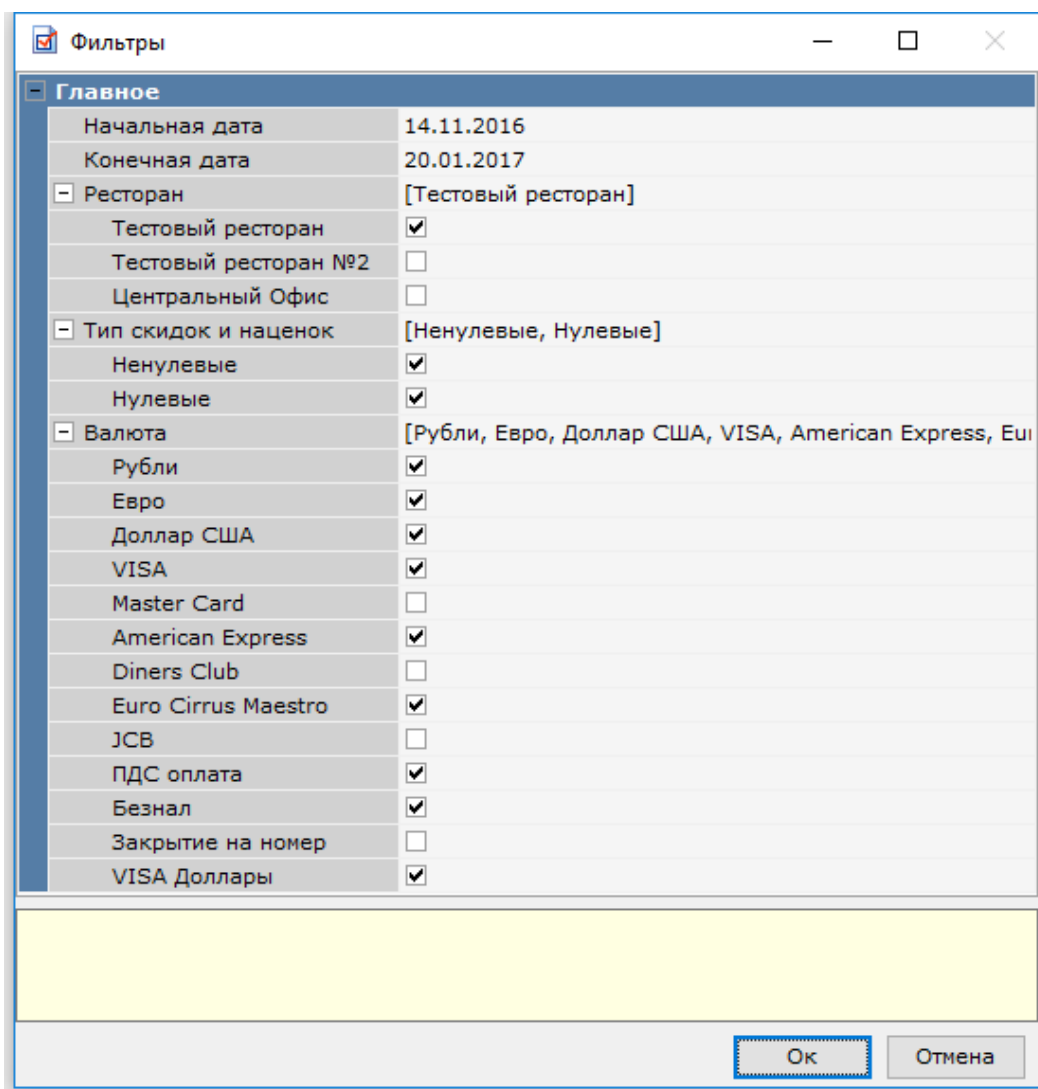 Фильтры
Главное
Начальная дата 14.11.2016
Конечная дата 20.01.2017
Ресторан [Тестовый ресторан]
Тестовый ресторан
Тестовый ресторан №2
Центральный Офис
Тип скидок и наценок [Ненулевые, Нулевые]
Ненулевые
Нулевые
Валюта [Рубли, Евро, Доллар США, VISA, American Express, Eu
Рубли
Евро
Доллар США
VISA
Master Card
American Express
Diners Club
Euro Cirrus Maestro
JCB
ПДС оплата
Безнал
Закрытие на номер
VISA Доллары
Ок Отмена